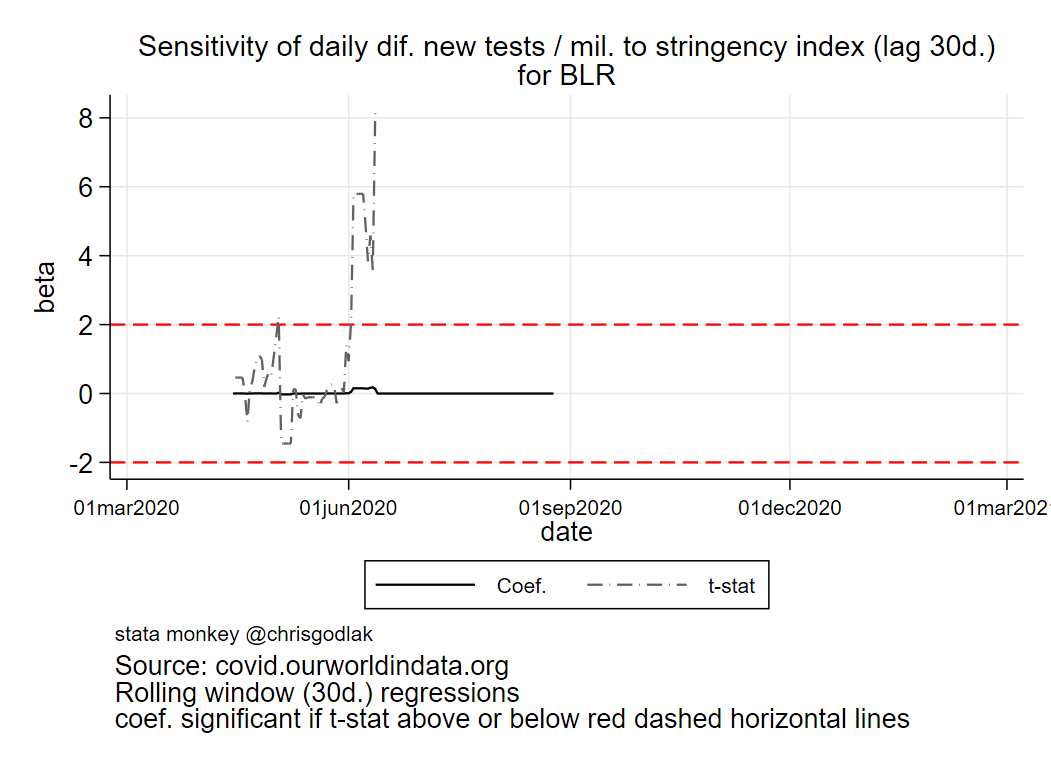 Sensitivity of daily dif. new tests / mil. to stringency index (lag 30d.)
for BLR
8
6
4
2
0
-2
beta
01mar2020
01jun2020
01sep2020
01dec2020
01mar202
date
Coef.
t-stat
stata monkey @chrisgodlak
Source: covid.ourworldindata.org
Rolling window (30d.) regressions
coef. significant if t-stat above or below red dashed horizontal lines